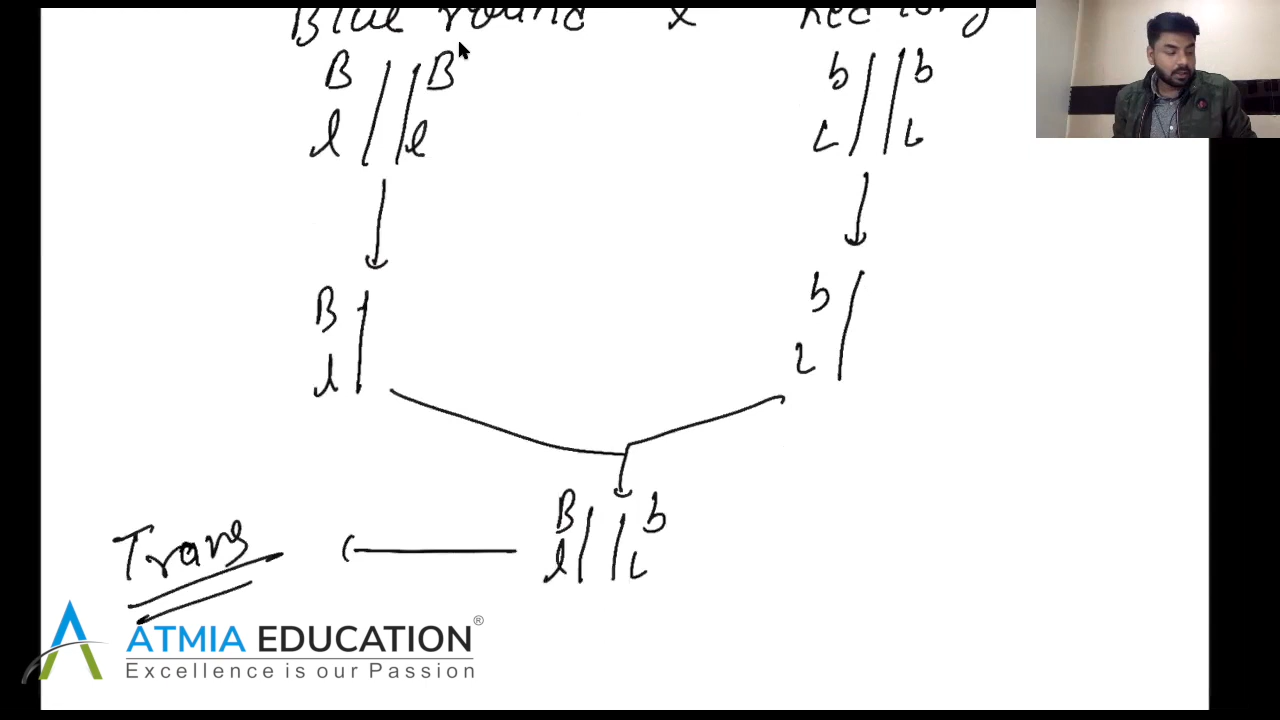 Blue round x Red long
B B b b
l l L L
B b
l L
B b
l L
Trans
ATMIA EDUCATION®
Excellence is our Passion